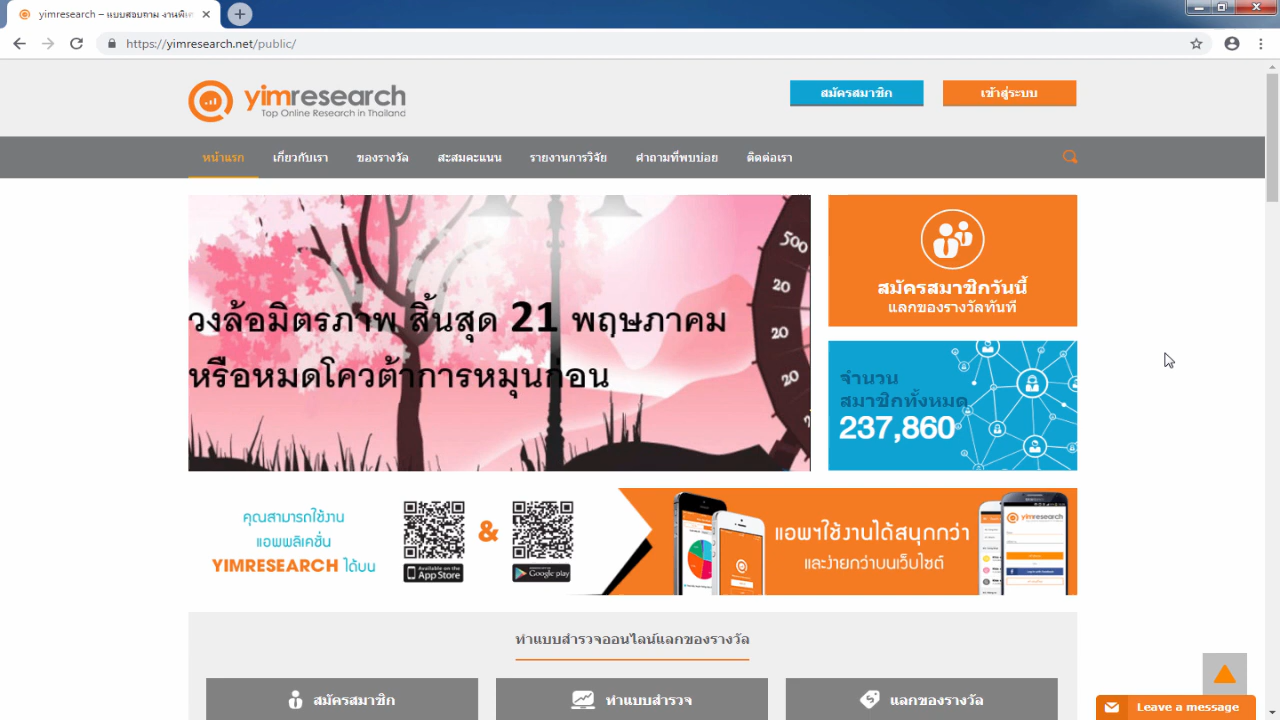 yimresearch – แบบสอบถาม งานพิเศ
https://yimresearch.net/public/
yimresearch
Top Online Research in Thailand
สมัครสมาชิก
เข้าสู่ระบบ
หน้าแรก
เกี่ยวกับเรา
ของรางวัล
สะสมคะแนน
รายงานการวิจัย
คำถามที่พบบ่อย
ติดต่อเรา
วงล้อมิตรภาพ สิ้นสุด 21 พฤษภาคม
หรือหมดโควต้าการหมุนก่อน
500
20
20
20
สมัครสมาชิกวันนี้
แลกของรางวัลทันที
จำนวน
สมาชิกทั้งหมด
237,860
คุณสามารถใช้งาน
แอพพลิเคชั่น
YIMRESEARCH ได้บน
Available on the
App Store
&
Google play
แอพฯใช้งานได้สนุกกว่า
และง่ายกว่าบนเว็บไซต์
yimresearch
ทำแบบสำรวจออนไลน์แลกของรางวัล
สมัครสมาชิก
ทำแบบสำรวจ
แลกของรางวัล
Leave a message